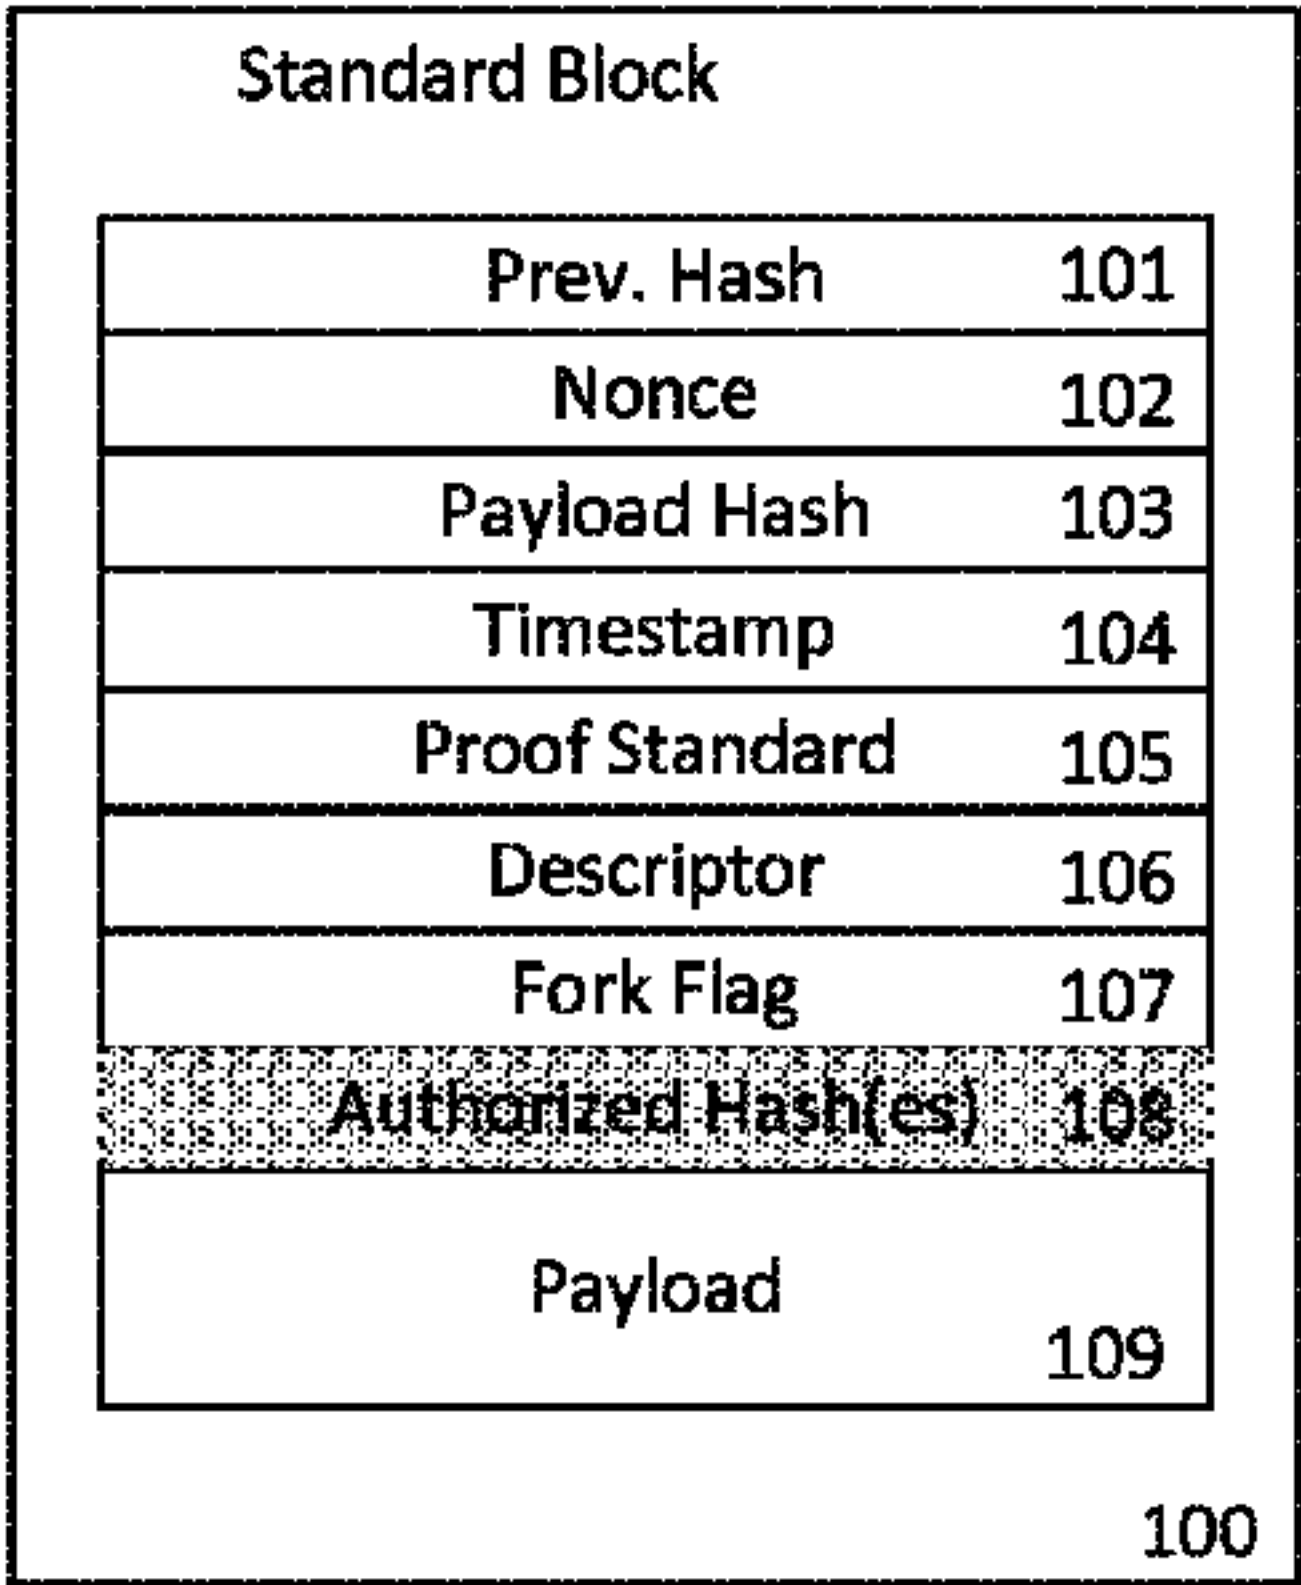 Standard Block
Prev. Hash 101
Nonce 102
Payload Hash 103
Timestamp 104
Proof Standard 105
Descriptor 106
Fork Flag 107
Authorized Hash(es) 108
Payload
109
100